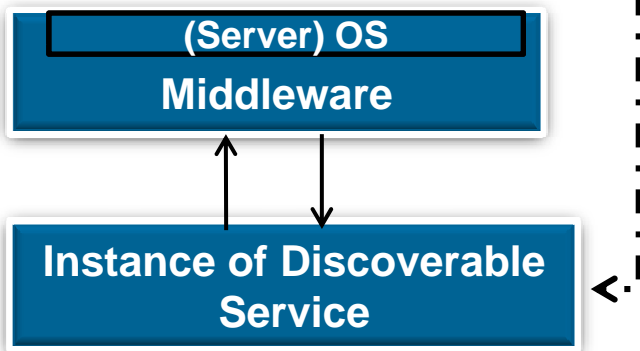 (Server) OS
Middleware
Instance of Discoverable
Service